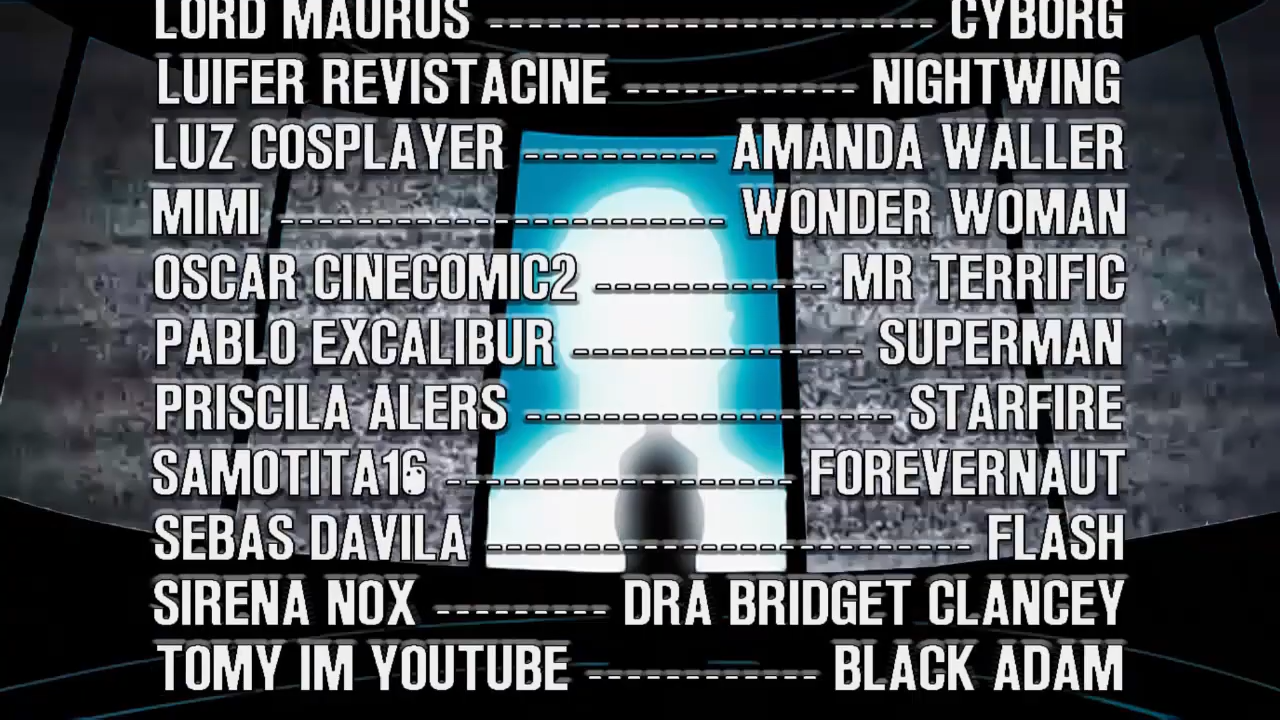 LORD MAURUS ----------------------- CYBORG
LUIFER REVISTACINE ------------ NIGHTWING
LUZ COSPLAYER ---------- AMANDA WALLER
MIMI ----------------------- WONDER WOMAN
OSCAR CINECOMIC2 ------------ MR TERRIFIC
PABLO EXCALIBUR --------------- SUPERMAN
PRISCILA ALERS ------------------- STARFIRE
SAMOTITA16 ------------------ FOREVERNAUT
SEBAS DAVILA ------------------------- FLASH
SIRENA NOX --------- DRA BRIDGET CLANCEY
TOMY IM YOUTUBE ------------ BLACK ADAM